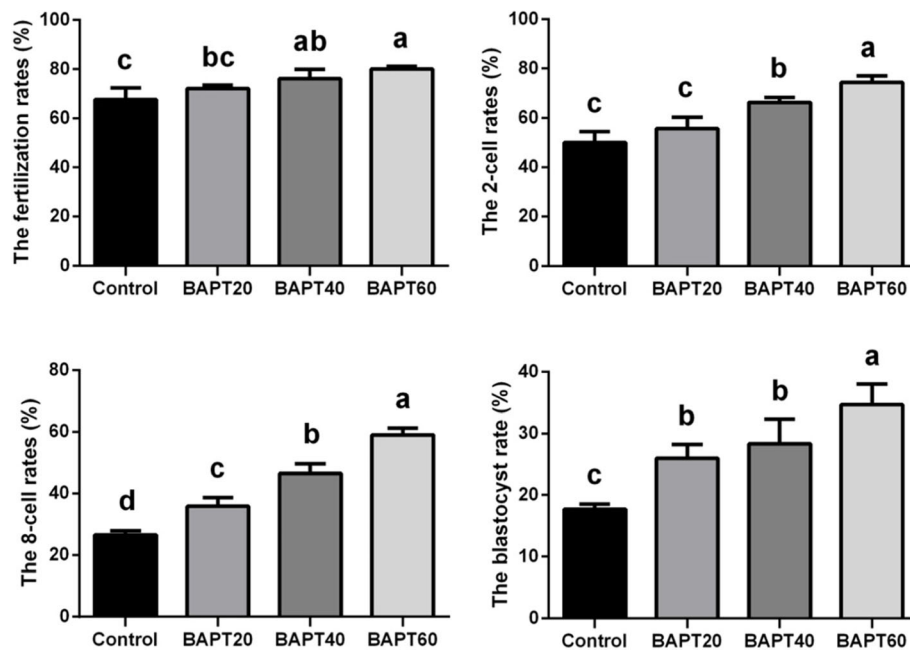 The fertilization rates (%)
100
80
60
40
20
0
c
bc
ab
a
Control BAPT20 BAPT40 BAPT60
The 2-cell rates (%)
100
80
60
40
20
0
c
c
b
a
Control BAPT20 BAPT40 BAPT60
The 8-cell rates (%)
80
60
40
20
0
d
c
b
a
Control BAPT20 BAPT40 BAPT60
The blastocyst rate (%)
40
30
20
10
0
c
b
b
a
Control BAPT20 BAPT40 BAPT60